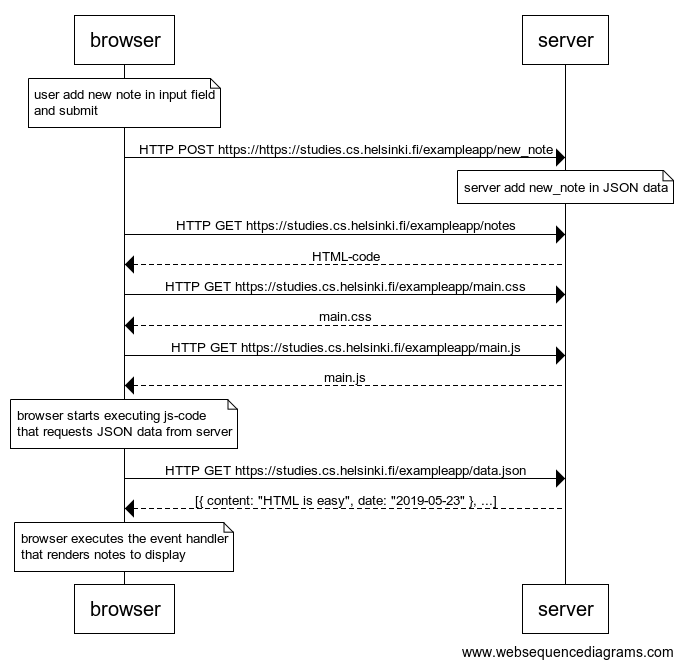 browser
server
user add new note in input field
and submit
HTTP POST https://https://studies.cs.helsinki.fi/exampleapp/new_note
server add new_note in JSON data
HTTP GET https://studies.cs.helsinki.fi/exampleapp/notes
HTML-code
HTTP GET https://studies.cs.helsinki.fi/exampleapp/main.css
main.css
HTTP GET https://studies.cs.helsinki.fi/exampleapp/main.js
main.js
browser starts executing js-code
that requests JSON data from server
HTTP GET https://studies.cs.helsinki.fi/exampleapp/data.json
[{ content: "HTML is easy", date: "2019-05-23" }, ...]
browser executes the event handler
that renders notes to display
browser
server
www.websequencediagrams.com